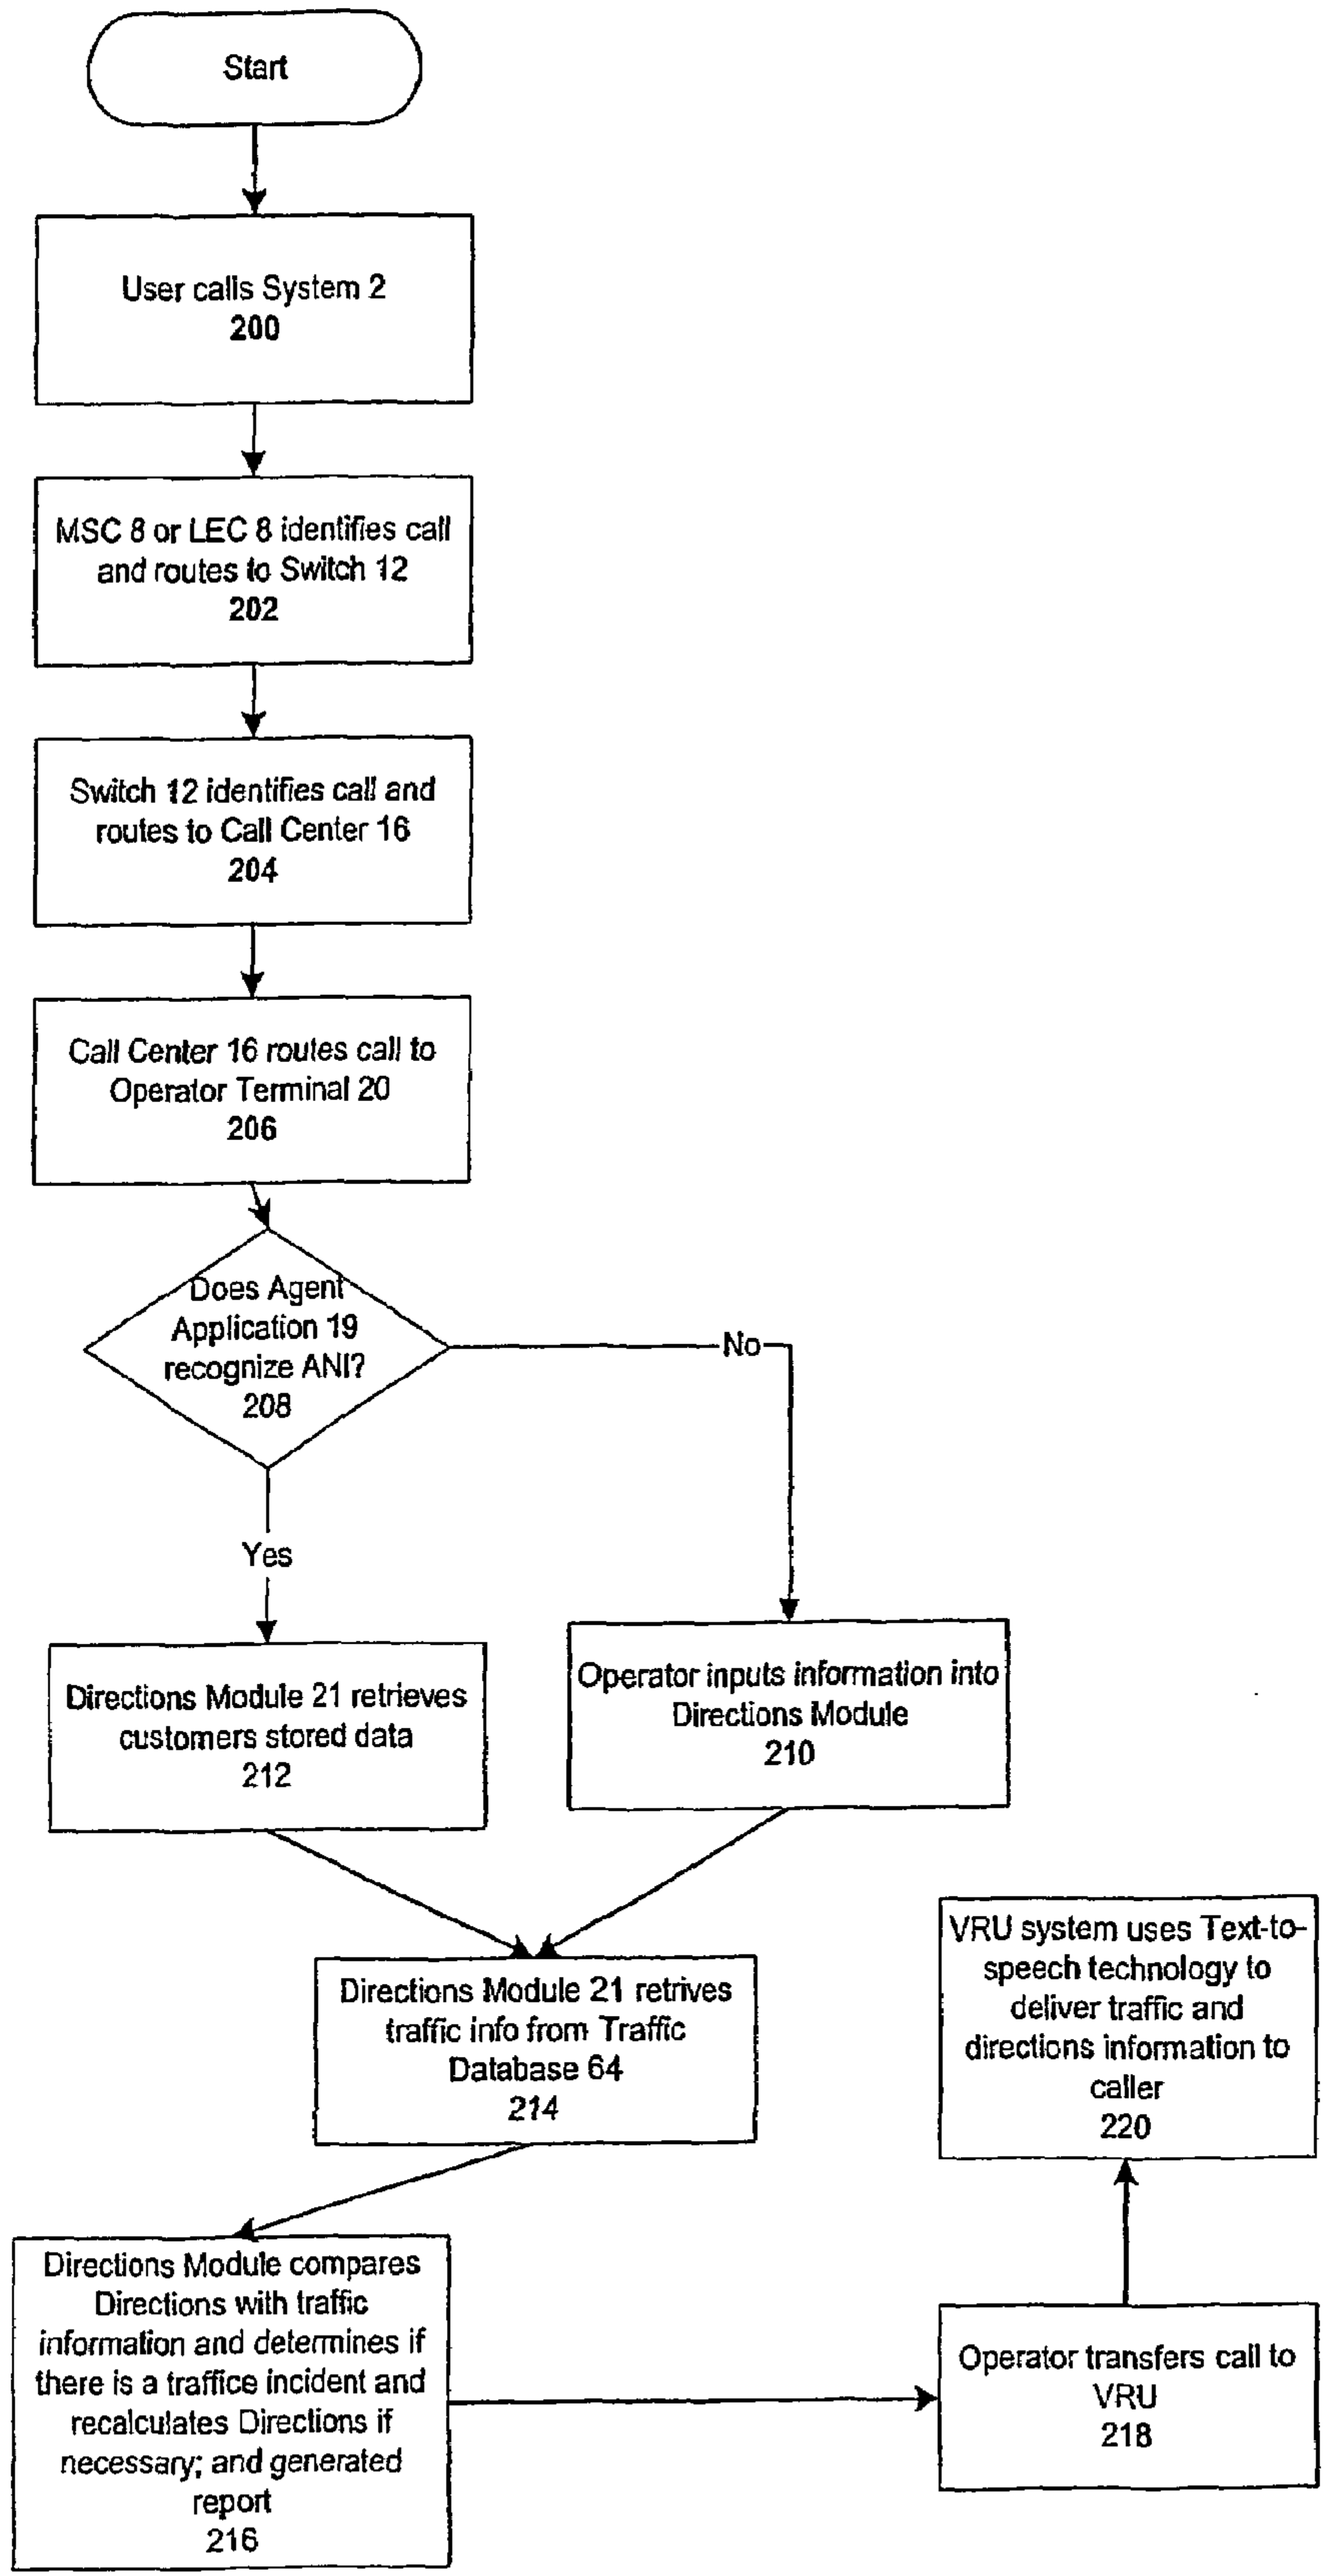 Start
User calls System 2
200
MSC 8 or LEC 8 identifies call
and routes to Switch 12
202
Switch 12 identifies call and
routes to Call Center 16
204
Call Center 16 routes call to
Operator Terminal 20
206
Does Agent
Application 19
recognize ANI?
208
No
Yes
Directions Module 21 retrieves
customers stored data
212
Operator inputs information into
Directions Module
210
Directions Module 21 retrives
traffic info from Traffic
Database 64
214
Directions Module compares
Directions with traffic
information and determines if
there is a traffice incident and
recalculates Directions if
necessary; and generated
report
216
Operator transfers call to
VRU
218
VRU system uses Text-to-
speech technology to
deliver traffic and
directions information to
caller
220